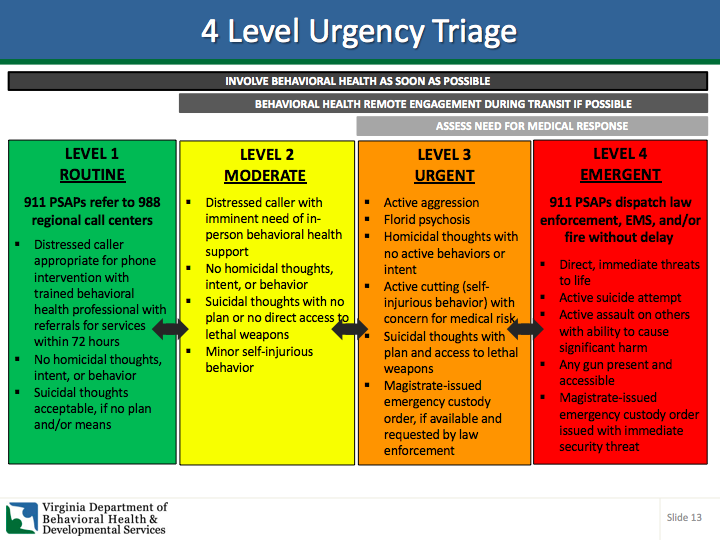 4 Level Urgency Triage
INVOLVE BEHAVIORAL HEALTH AS SOON AS POSSIBLE
BEHAVIORAL HEALTH REMOTE ENGAGEMENT DURING TRANSIT IF POSSIBLE
ASSESS NEED FOR MEDICAL RESPONSE
LEVEL 1
ROUTINE
911 PSAPs refer to 988
regional call centers
▪ Distressed caller
appropriate for phone
intervention with
trained behavioral
health professional with
referrals for services
within 72 hours
▪ No homicidal thoughts,
intent, or behavior
▪ Suicidal thoughts
acceptable, if no plan
and/or means
LEVEL 2
MODERATE
▪ Distressed caller with
imminent need of in-
person behavioral health
support
▪ No homicidal thoughts,
intent, or behavior
▪ Suicidal thoughts with no
plan or no direct access to
lethal weapons
▪ Minor self-injurious
behavior
LEVEL 3
URGENT
▪ Active aggression
▪ Florid psychosis
▪ Homicidal thoughts with
no active behaviors or
intent
▪ Active cutting (self-
injurious behavior) with
concern for medical risk
▪ Suicidal thoughts with
plan and access to lethal
weapons
▪ Magistrate-issued
emergency custody
order, if available and
requested by law
enforcement
LEVEL 4
EMERGENT
911 PSAPs dispatch law
enforcement, EMS, and/or
fire without delay
▪ Direct, Immediate threats
to life
▪ Active suicide attempt
▪ Active assault on others
with ability to cause
significant harm
▪ Any gun present and
accessible
▪ Magistrate-issued
emergency custody order
issued with immediate
security threat
Virginia Department of
Behavioral Health &
Developmental Services
Slide 13